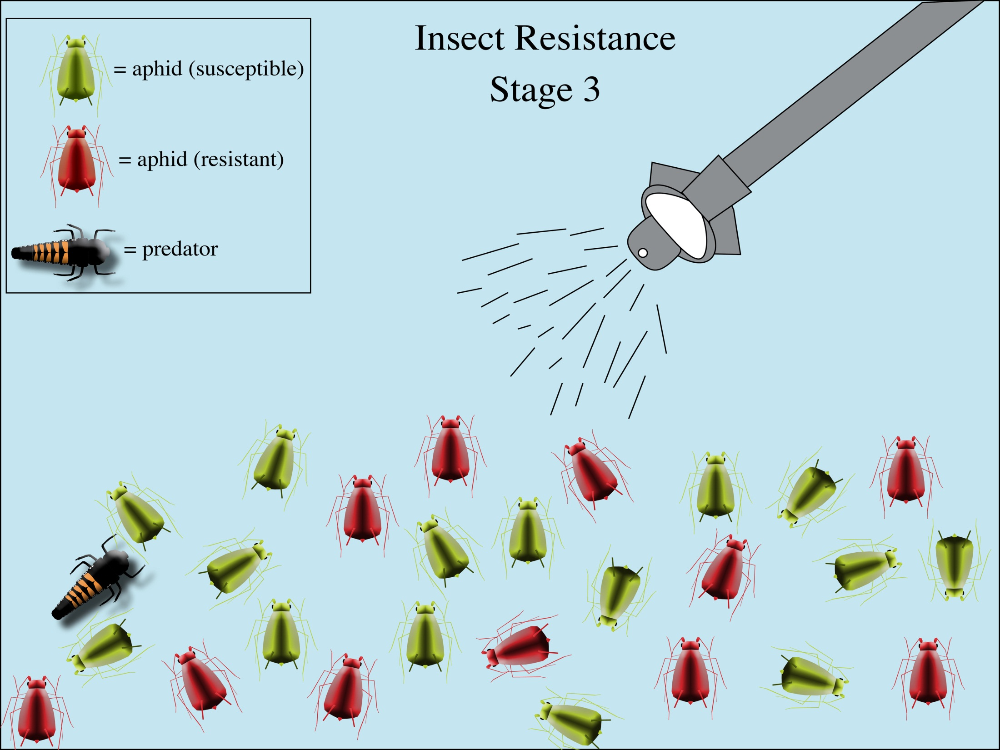 Insect Resistance
Stage 3
= aphid (susceptible)
= aphid (resistant)
= predator